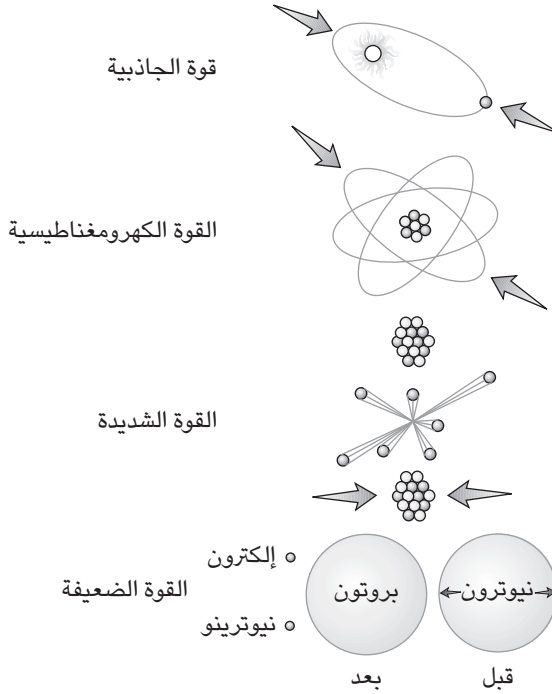 قوة الجاذبية
القوة الكهرومغناطيسية
القوة الشديدة
نيوترون
بروتون
إلكترون
القوة الضعيفة
نيوترينو
قبل
بعد